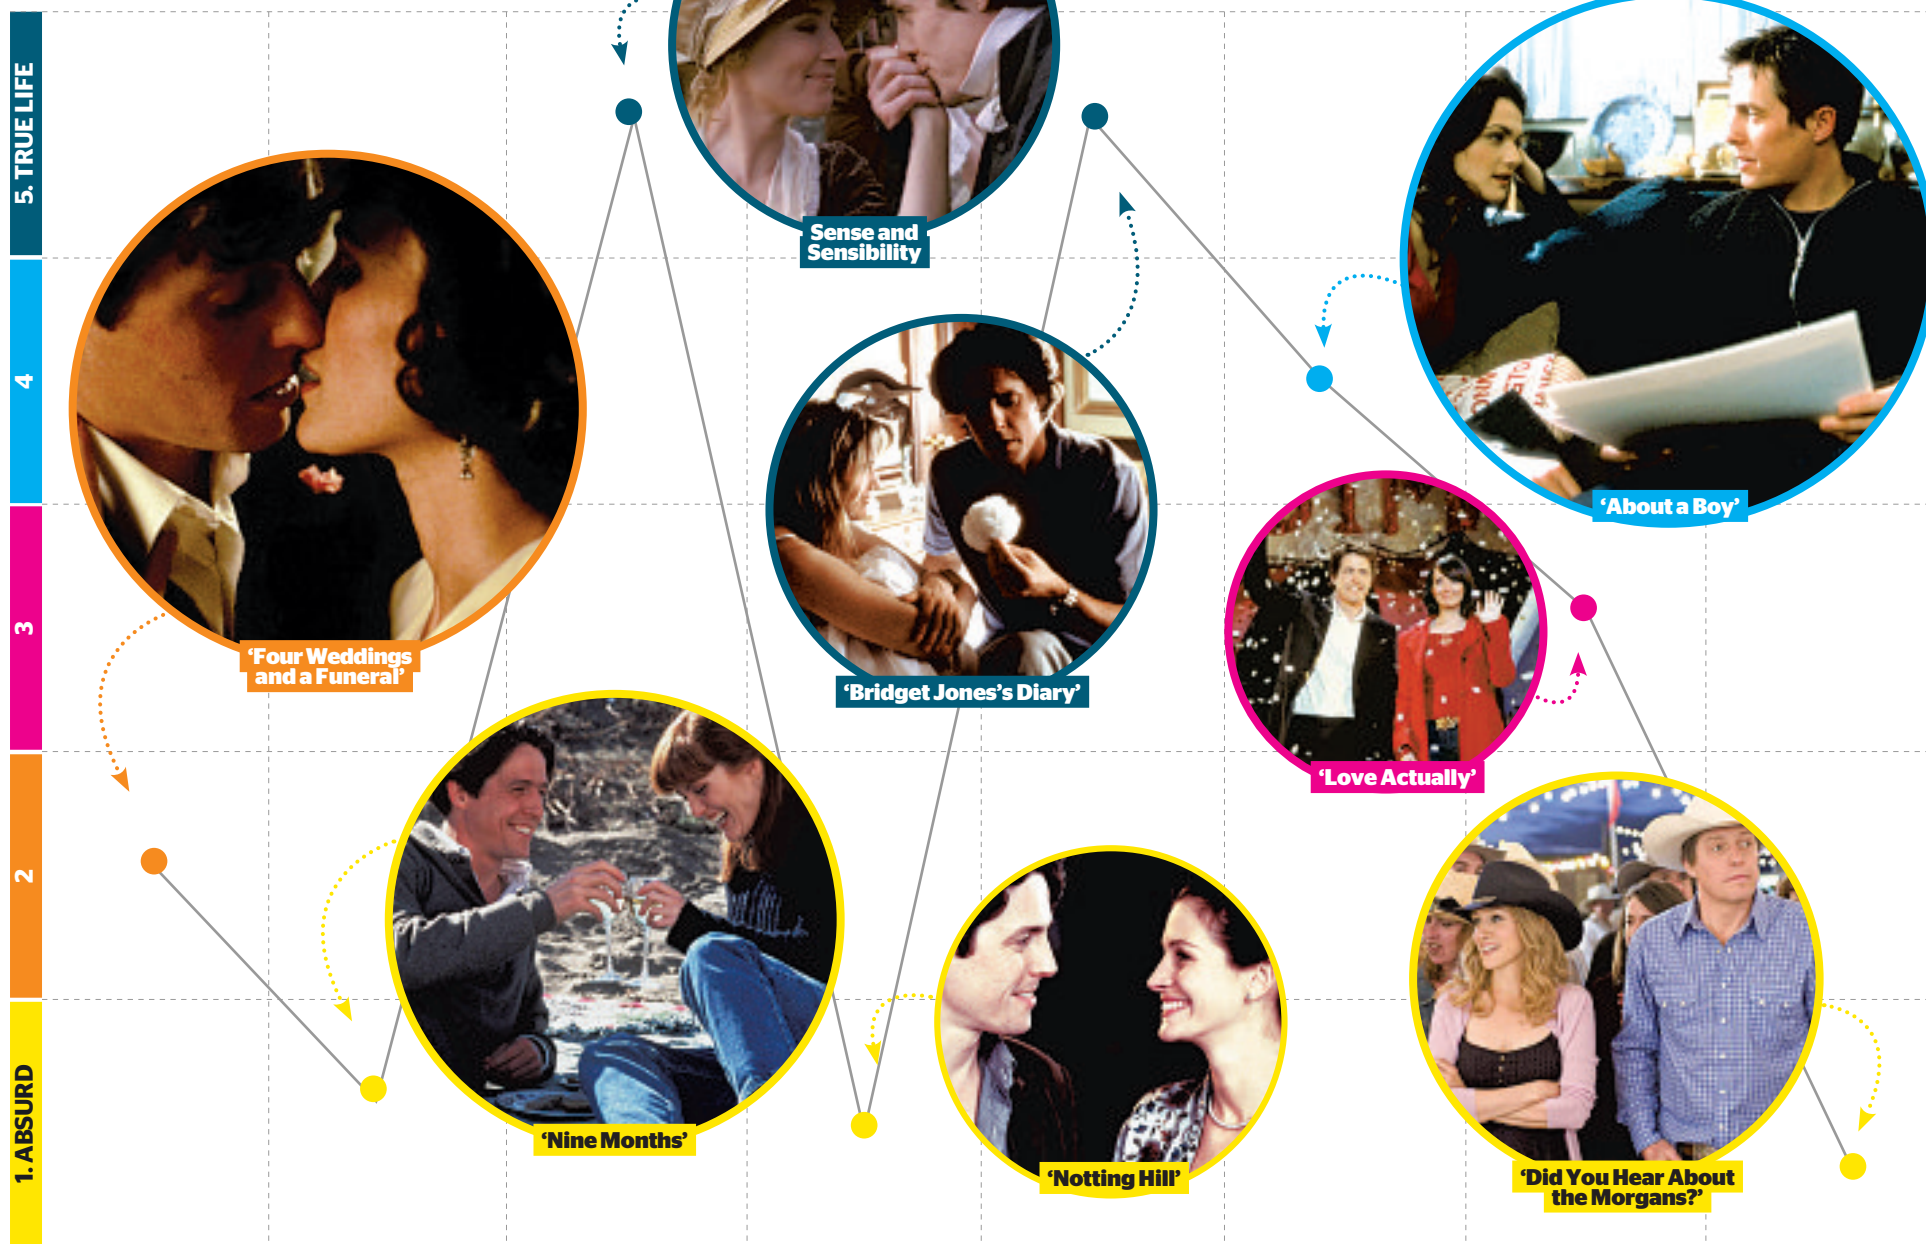 5. TRUE LIFE
4
3
2
1. ABSURD
Sense and
Sensibility
‘Four Weddings
and a Funeral’
‘Bridget Jones’s Diary’
‘About a Boy’
‘Love Actually’
‘Nine Months’
‘Notting Hill’
‘Did You Hear About
the Morgans?’